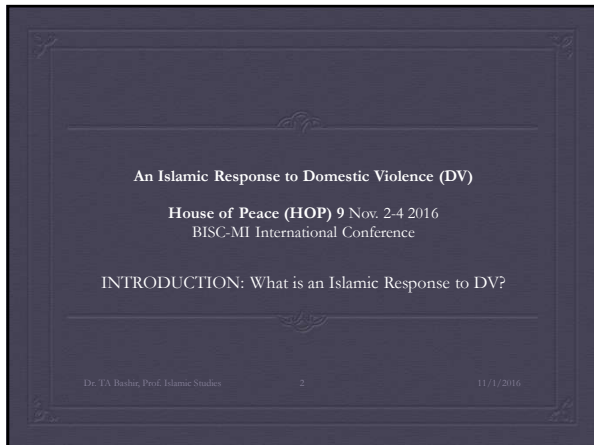 An Islamic Response to Domestic Violence (DV)
House of Peace (HOP) 9 Nov. 2-4 2016
BISC-MI International Conference
INTRODUCTION: What is an Islamic Response to DV?
Dr. TA Bashir, Prof. Islamic Studies 2 11/1/2016